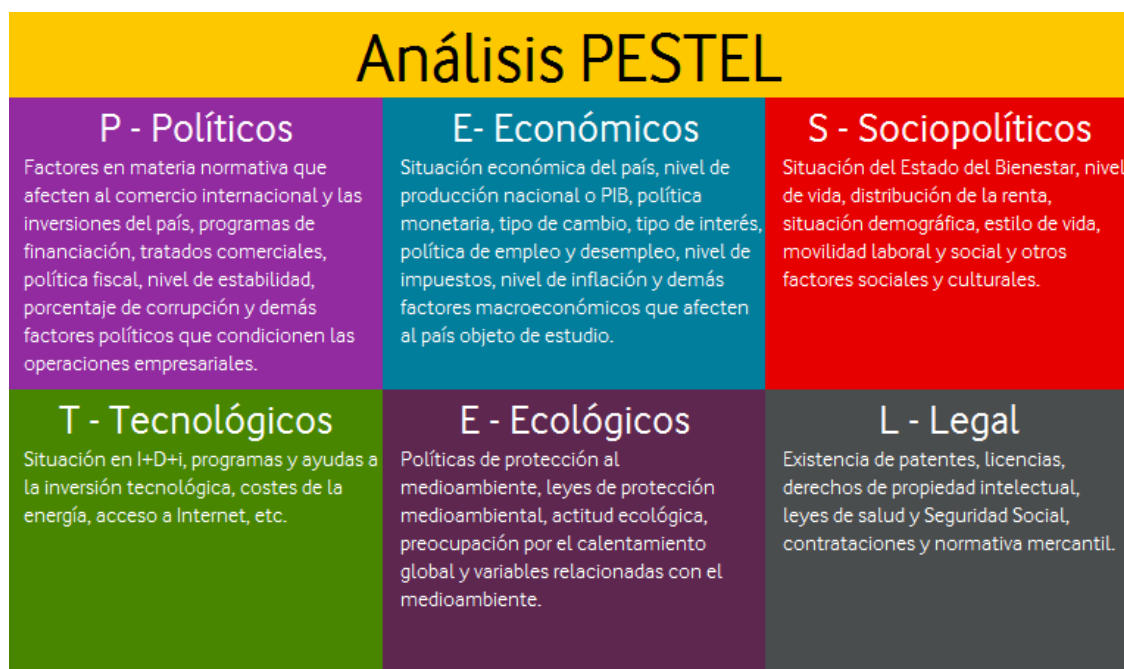 Análisis PESTEL
P - Políticos
Factores en materia normativa que
afecten al comercio internacional y las
inversiones del país, programas de
financiación, tratados comerciales,
política fiscal, nivel de estabilidad,
porcentaje de corrupción y demás
factores políticos que condicionen las
operaciones empresariales.
E- Económicos
Situación económica del país, nivel de
producción nacional o PIB, política
monetaria, tipo de cambio, tipo de interés,
política de empleo y desempleo, nivel de
impuestos, nivel de inflación y demás
factores macroeconómicos que afecten
al país objeto de estudio.
S - Sociopolíticos
Situación del Estado del Bienestar, nivel
de vida, distribución de la renta,
situación demográfica, estilo de vida,
movilidad laboral y social y otros
factores sociales y culturales.
T - Tecnológicos
Situación en I+D+i, programas y ayudas a
la inversión tecnológica, costes de la
energía, acceso a Internet, etc.
E - Ecológicos
Políticas de protección al
medioambiente, leyes de protección
medioambiental, actitud ecológica,
preocupación por el calentamiento
global y variables relacionadas con el
medioambiente.
L - Legal
Existencia de patentes, licencias,
derechos de propiedad intelectual,
leyes de salud y Seguridad Social,
contrataciones y normativa mercantil.